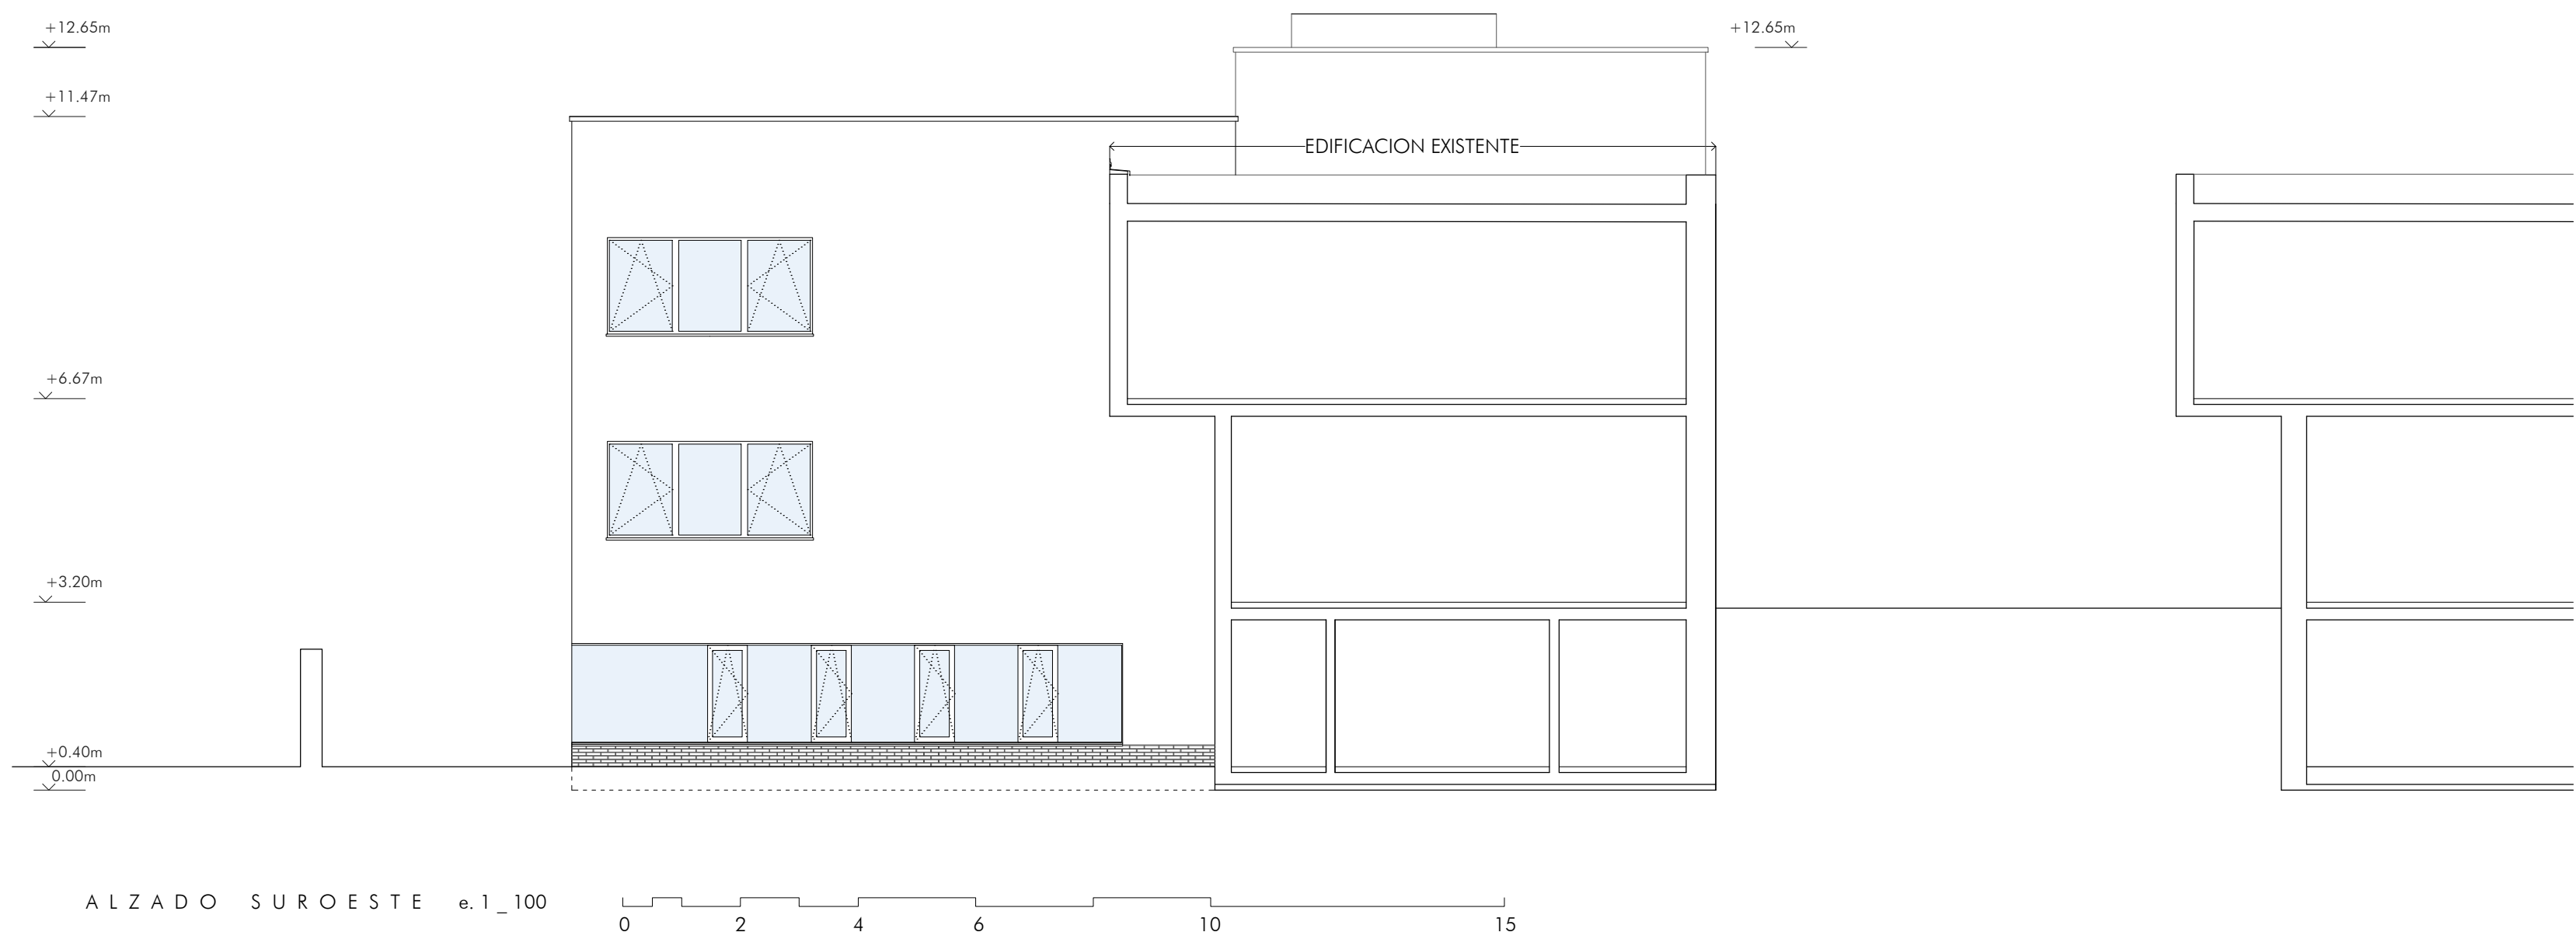 +12.65m
+12.65m
+11.47m
EDIFICACION EXISTENTE
+6.67m
+3.20m
+0.40m
0.00m
ALZADO SUROESTE e.1_100
0 2 4 6 10 15